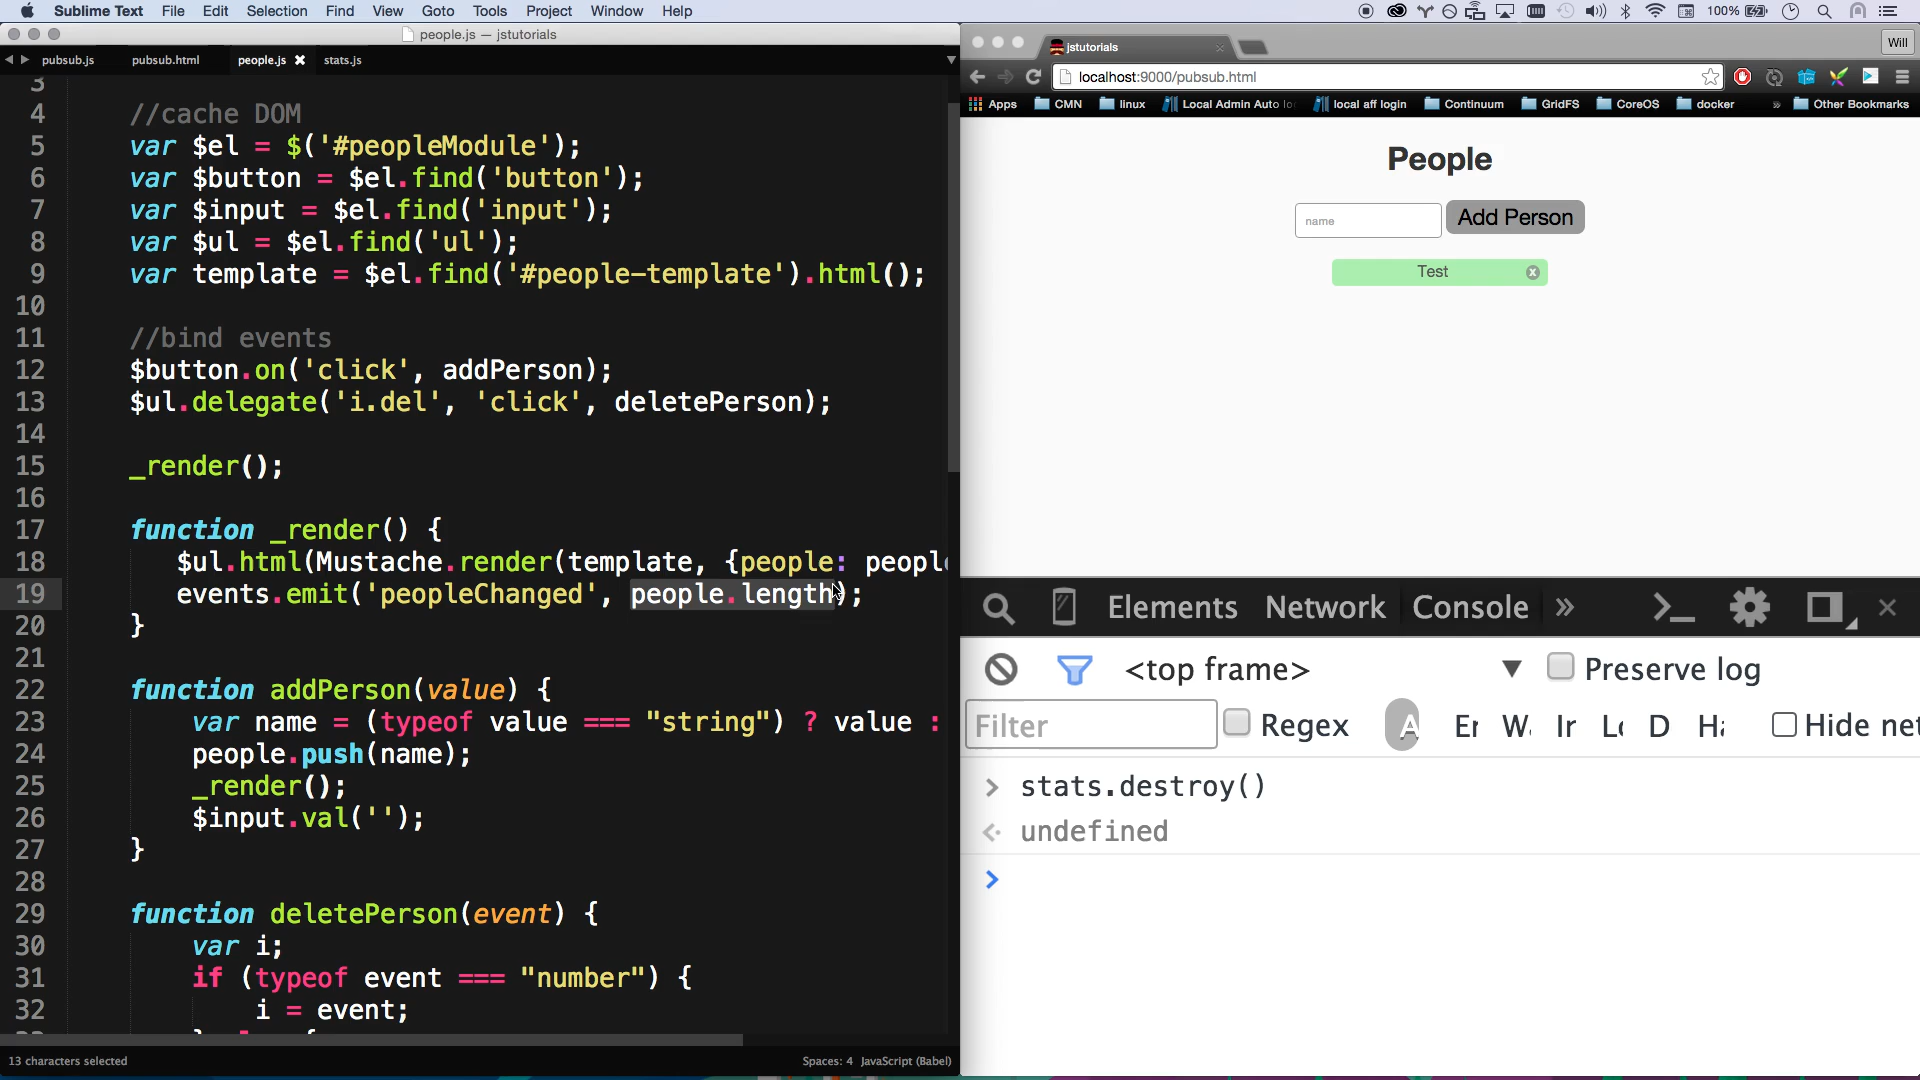 Sublime Text File Edit Selection Find View Goto Tools Project Window Help
100%
people.js — jstutorials
pubsub.js pubsub.html people.js stats.js
3
4 //cache DOM
5 var $el = $('#peopleModule');
6 var $button = $el.find('button');
7 var $input = $el.find('input');
8 var $ul = $el.find('ul');
9 var template = $el.find('#people-template').html();
10
11 //bind events
12 $button.on('click', addPerson);
13 $ul.delegate('i.del', 'click', deletePerson);
14
15 _render();
16
17 function _render() {
18 $ul.html(Mustache.render(template, {people: people
19 events.emit('peopleChanged', people.length);
20 }
21
22 function addPerson(value) {
23 var name = (typeof value === "string") ? value :
24 people.push(name);
25 _render();
26 $input.val('');
27 }
28
29 function deletePerson(event) {
30 var i;
31 if (typeof event === "number") {
32 i = event;
13 characters selected
Spaces: 4 JavaScript (Babel)
jstutorials
Will
localhost:9000/pubsub.html
Apps CMN linux Local Admin Auto lo local aff login Continuum GridFS CoreOS docker » Other Bookmarks
People
name Add Person
Test
Elements Network Console »
<top frame> Preserve log
Filter Regex A Er W. Ir D Hide net
> stats.destroy()
undefined
>